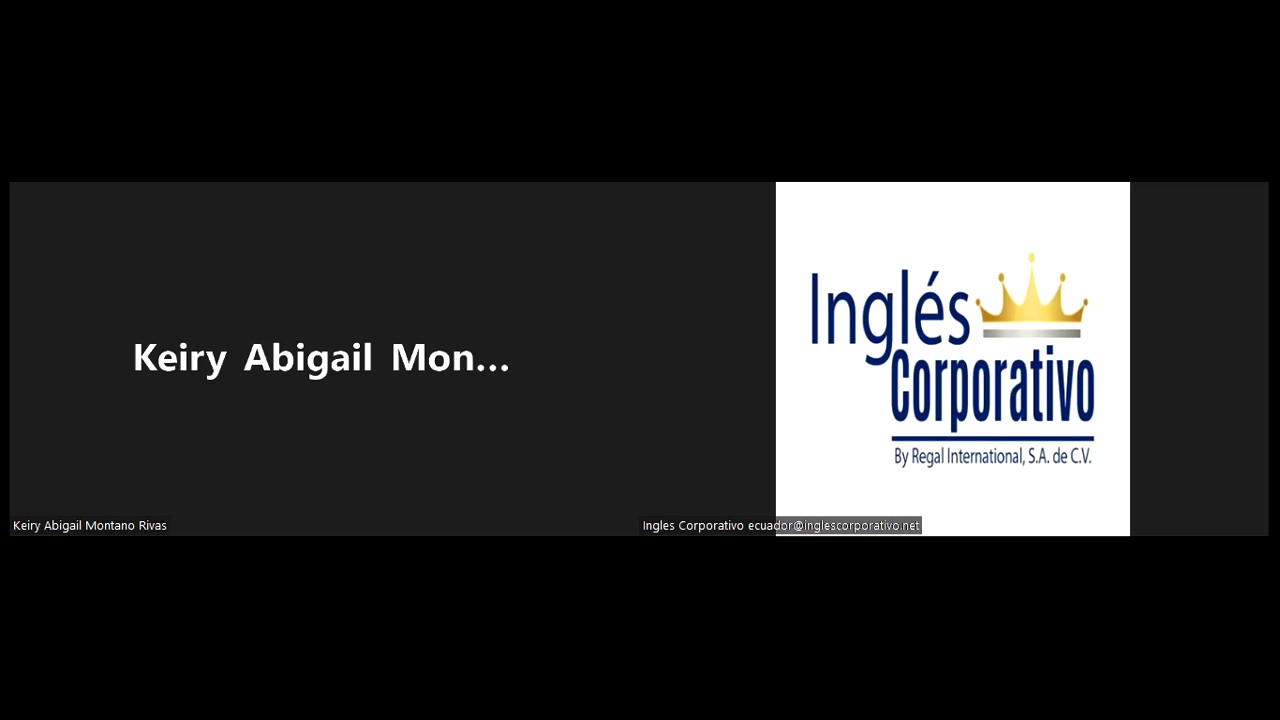 Keiry Abigail Mon...
Inglés
Corporativo
By Regal International, S.A. de C.V.
Keiry Abigail Montano Rivas
Ingles Corporativo ecuador@inglescorporativo.net